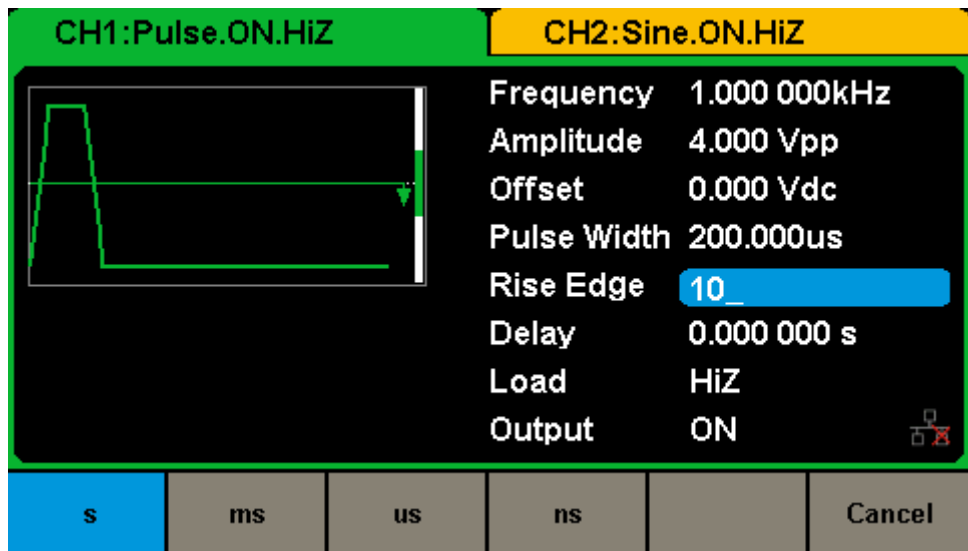 CH1:Pulse.ON.HiZ
CH2:Sine.ON.HiZ
Frequency 1.000 000kHz
Amplitude 4.000 Vpp
Offset 0.000 Vdc
Pulse Width 200.000us
Rise Edge 10_
Delay 0.000 000 s
Load HiZ
Output ON
s ms us ns Cancel